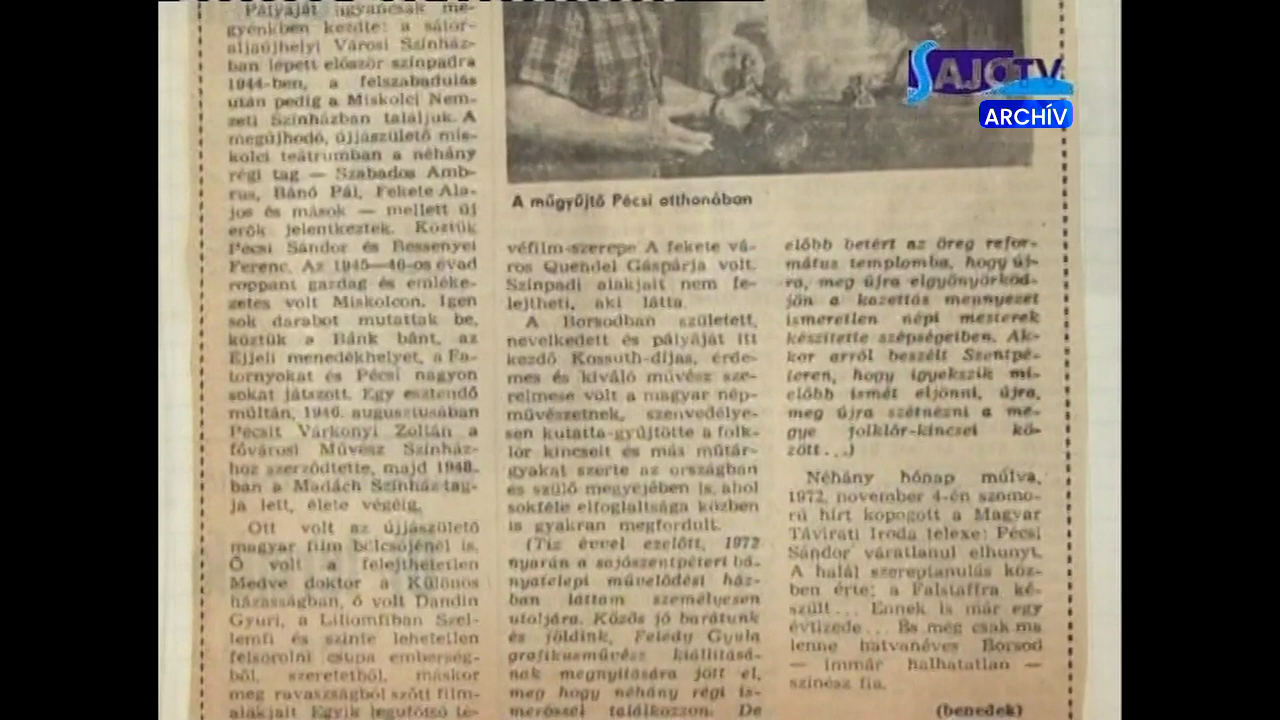 Pályáját ugyancsak me-
gyénkben kezdte: a sátor-
aljaújhelyi Városi Színház-
ban lépett először színpadra
1944-ben, a felszabadulás
után pedig a Miskolci Nem-
zeti Színházban találjuk. A
megújhodó, újjászülető mis-
kolci teátrumban a néhány
régi tag — Szabados Amb-
rus, Bánó Pál, Fekete Ala-
jos és mások — mellett új
erők jelentkeztek. Köztük
Pécsi Sándor és Bessenyei
Ferenc. Az 1945—46-os évad
roppant gazdag és emléke-
zetes volt Miskolcon. Igen
sok darabot mutattak be,
köztük a Bánk bánt, az
Éjjeli menedékhelyet, a Fa-
tornyokat és Pécsi nagyon
sokat játszott. Egy esztendő
múltán, 1946. augusztusában
Pécsit Várkonyi Zoltán a
fővárosi Művész Színház-
hoz szerződtette, majd 1948-
ban a Madách Színház tag-
ja lett, élete végéig.
Ott volt az újjászülető
magyar film bölcsőjénél is.
Ő volt a felejthetetlen
Medve doktor a Különös
házasságban, ő volt Dandin
Gyuri, a Liliomfiban Szel-
lemfi és szinte lehetetlen
felsorolni csupa emberség-
ből, szeretetből, máskor
meg ravaszságból szőtt film-
alakjait. Egyik legutolsó té-
A műgyűjtő Pécsi otthonában
véfilm-szerepe A fekete vá-
ros Quendel Gáspárja volt.
Színpadi alakjait nem fe-
lejtheti, aki látta.
A Borsodban született,
nevelkedett és pályáját itt
kezdő Kossuth-díjas, érde-
mes és kiváló művész sze-
relmese volt a magyar nép-
művészetnek, szenvedélye-
sen kutatta-gyűjtötte a folk-
lór kincseit és más műtár-
gyakat szerte az országban
és szülő megyéjében is, ahol
sokféle elfoglaltsága közben
is gyakran megfordult.
(Tíz évvel ezelőtt, 1972
nyarán a sajószentpéteri bá-
nyatelepi művelődési ház-
ban láttam személyesen
utoljára. Közös jó barátunk
és földink, Feledy Gyula
grafikusművész kiállításá-
nak megnyitására jött el,
meg hogy néhány régi is-
merőssel találkozzon. De
előbb betért az öreg refor-
mátus templomba, hogy új-
ra, meg újra elgyönyörköd-
jön a kazettás mennyezet
ismeretlen népi mesterek
készítette szépségeiben. Ak-
kor arról beszélt Szentpé-
teren, hogy igyekszik mi-
előbb ismét eljönni, újra,
meg újra szétnézni a me-
gye folklór-kincsei kö-
zött...)
Néhány hónap múlva,
1972. november 4-én szomo-
rú hírt kopogott a Magyar
Távirati Iroda telexe: Pécsi
Sándor váratlanul elhunyt.
A halál szereptanulás köz-
ben érte; a Falstaffra ké-
szült... Ennek is már egy
évtizede... És még csak ma
lenne hatvanéves Borsod
— immár halhatatlan —
színész fia.
(benedek)
SAJÓTV
ARCHÍV